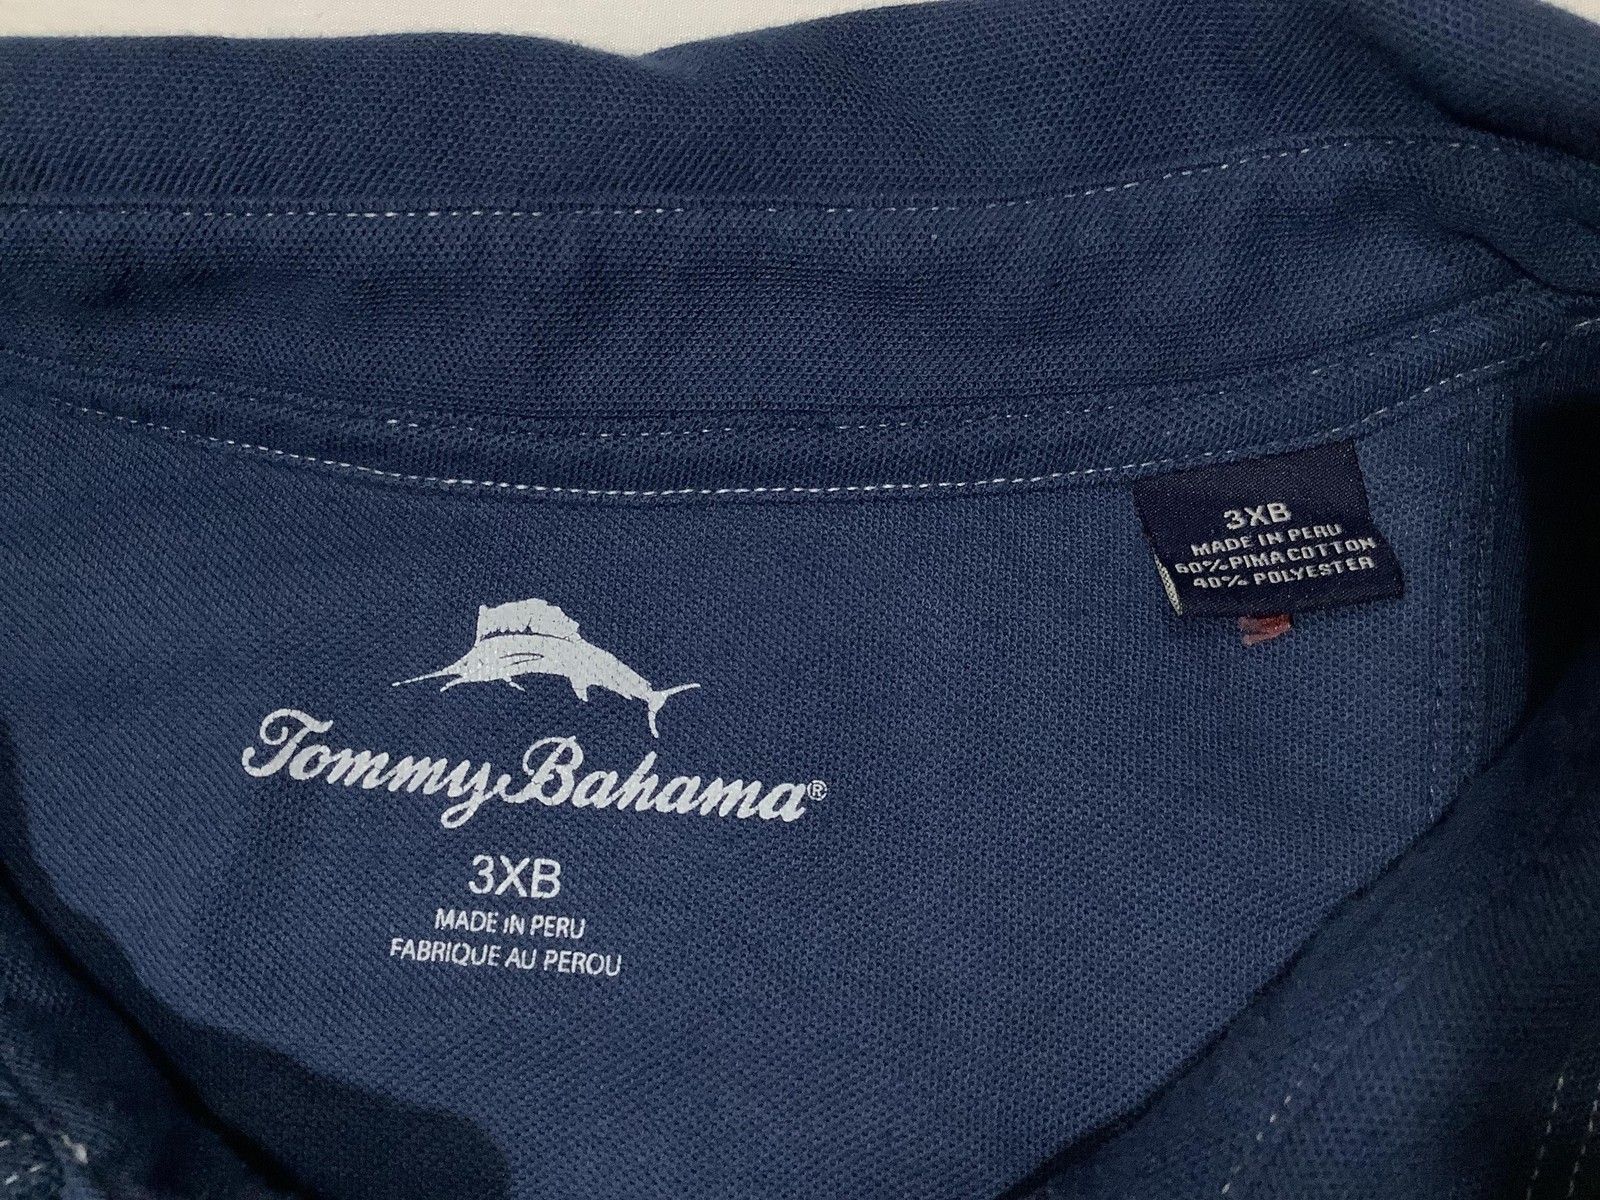 Tommy Bahama®
3XB
MADE IN PERU
FABRIQUE AU PEROU
3XB
MADE IN PERU
60% PIMA COTTON
40% POLYESTER